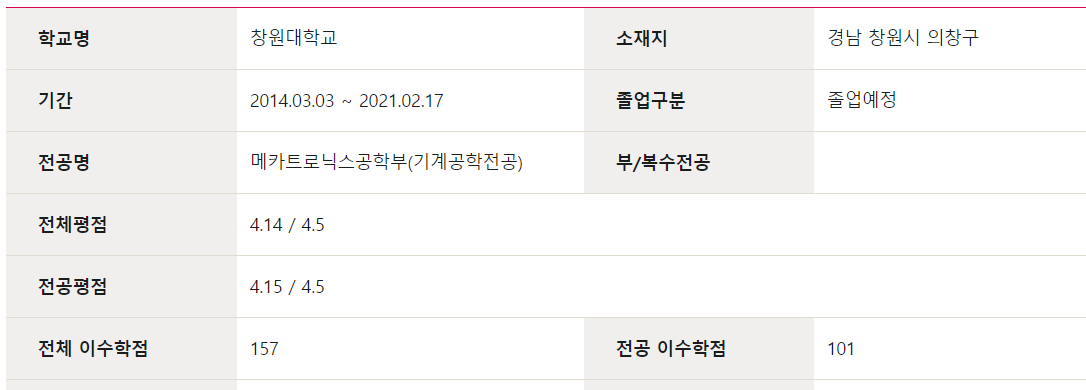 학교명 창원대학교 소재지 경남 창원시 의창구
기간 2014.03.03 ~ 2021.02.17 졸업구분 졸업예정
전공명 메카트로닉스공학부(기계공학전공) 부/복수전공
전체평점 4.14 / 4.5
전공평점 4.15 / 4.5
전체 이수학점 157 전공 이수학점 101